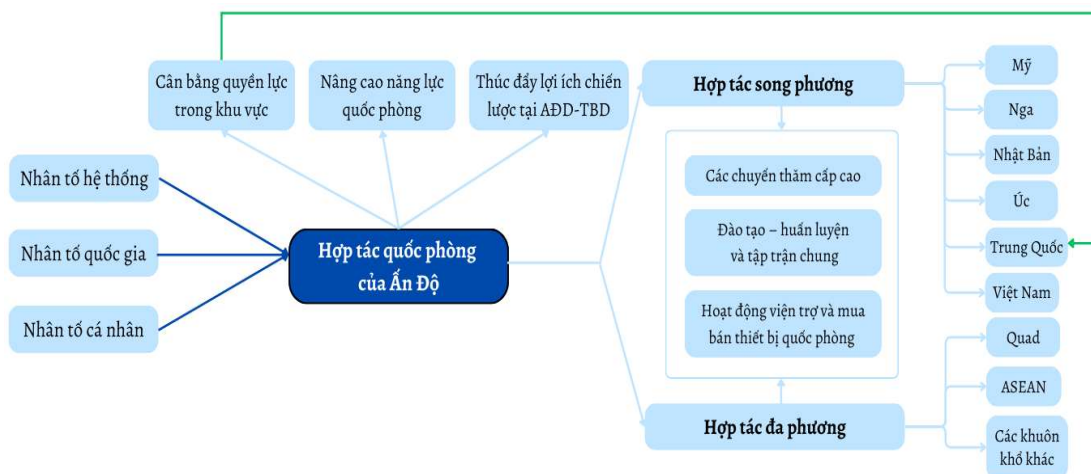 Cân bằng quyền lực
trong khu vực
Nâng cao năng lực
quốc phòng
Thúc đẩy lợi ích chiến
lược tại AĐD-TBD
Nhân tố hệ thống
Nhân tố quốc gia
Nhân tố cá nhân
Hợp tác quốc phòng
của Ấn Độ
Hợp tác song phương
Các chuyến thăm cấp cao
Đào tạo – huấn luyện
và tập trận chung
Hoạt động viện trợ và mua
bán thiết bị quốc phòng
Hợp tác đa phương
Mỹ
Nga
Nhật Bản
Úc
Trung Quốc
Việt Nam
Quad
ASEAN
Các khuôn
khổ khác